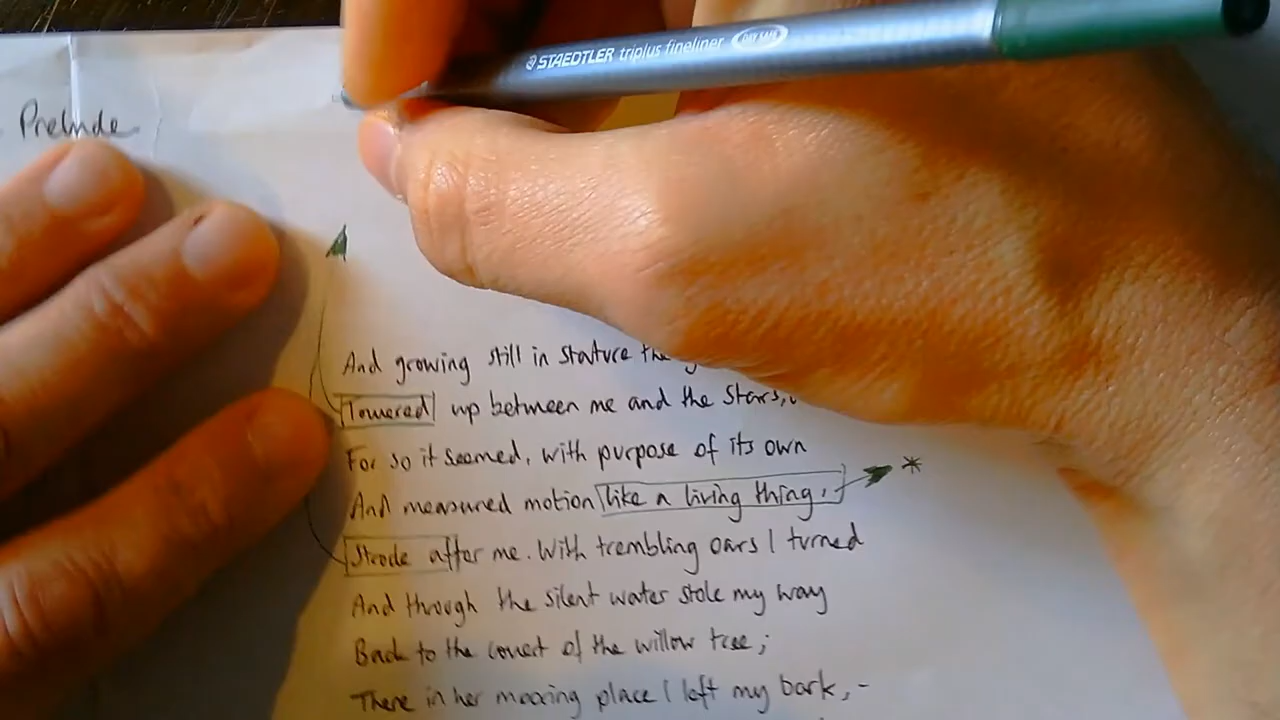 STAEDTLER triplus fineliner DRY SAFE
Prelude
And growing still in stature
Towered up between me and the stars,
For so it seemed, with purpose of its own
And measured motion like a living thing, *
Strode after me. With trembling oars I turned
And through the silent water stole my way
Back to the covert of the willow tree;
There in her mooring place I left my bark, -